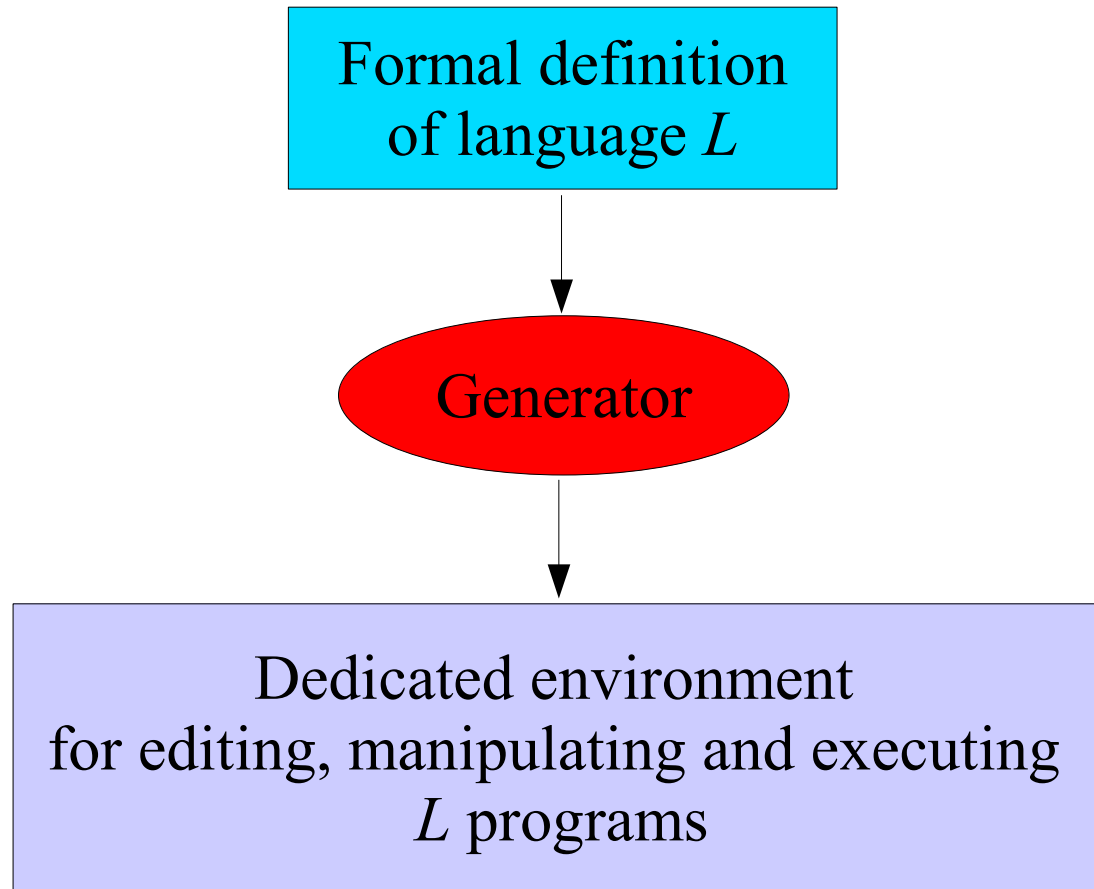 Formal definition
of language L
Generator
Dedicated environment
for editing, manipulating and executing
L programs